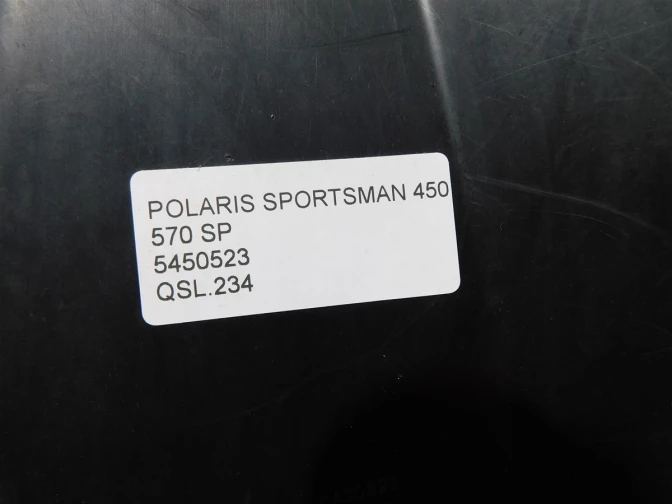 POLARIS SPORTSMAN 450
570 SP
5450523
QSL.234